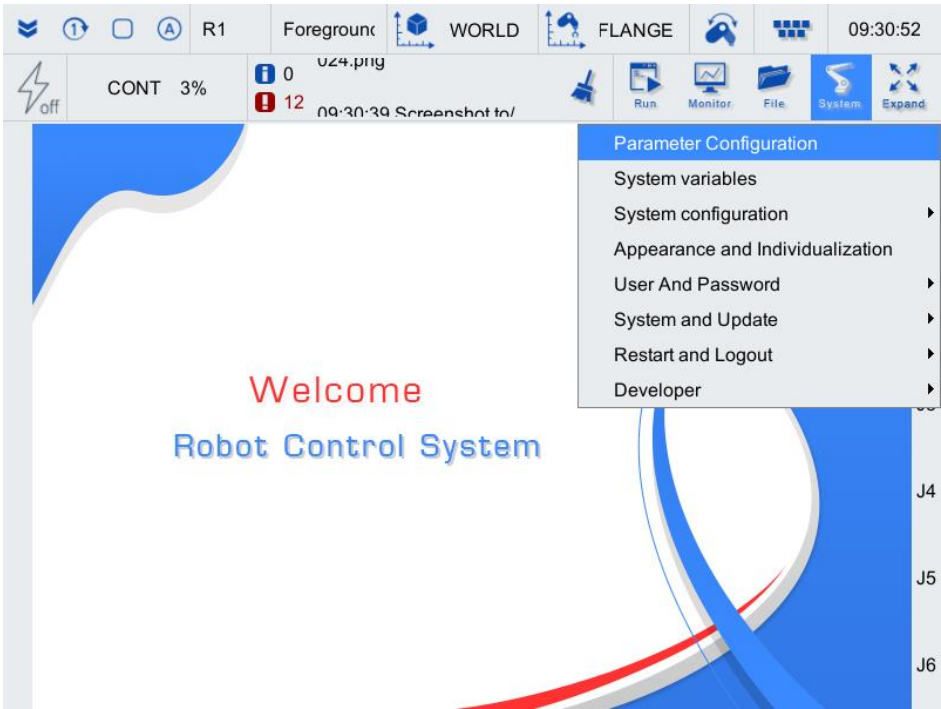 1 A R1 Foregrounc WORLD FLANGE 09:30:52
off CONT 3% i 0 024.png
! 12 09:30:39 Screenshot to/
Run Monitor File System Expand
Parameter Configuration
System variables
System configuration
Appearance and Individualization
User And Password
System and Update
Restart and Logout
Developer
Welcome
Robot Control System
J4
J5
J6